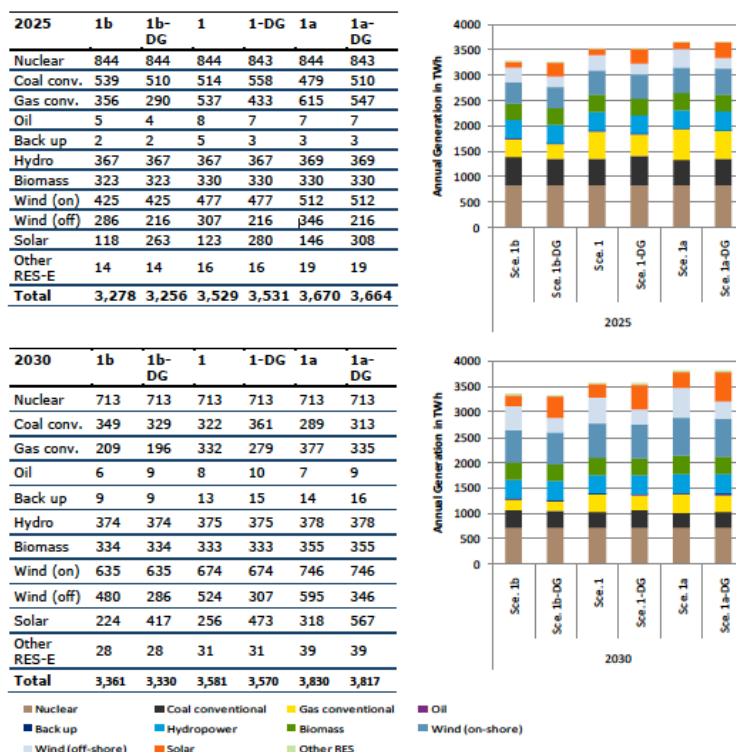 2025 1b 1b-DG 1 1-DG 1a 1a-DG
Nuclear 844 844 844 843 844 843
Coal conv. 539 510 514 558 479 510
Gas conv. 356 290 537 433 615 547
Oil 5 4 8 7 7 7
Back up 2 2 5 3 3 3
Hydro 367 367 367 367 369 369
Biomass 323 323 330 330 330 330
Wind (on) 425 425 477 477 512 512
Wind (off) 286 216 307 216 346 216
Solar 118 263 123 280 146 308
Other RES-E 14 14 16 16 19 19
Total 3,278 3,256 3,529 3,531 3,670 3,664
Annual Generation in TWh
4000
3500
3000
2500
2000
1500
1000
500
0
Sce. 1b
Sce. 1b-DG
Sce. 1
Sce. 1-DG
Sce. 1a
Sce. 1a-DG
2025
2030 1b 1b-DG 1 1-DG 1a 1a-DG
Nuclear 713 713 713 713 713 713
Coal conv. 349 329 322 361 289 313
Gas conv. 209 196 332 279 377 335
Oil 6 9 8 10 7 9
Back up 9 9 13 15 14 16
Hydro 374 374 375 375 378 378
Biomass 334 334 333 333 355 355
Wind (on) 635 635 674 674 746 746
Wind (off) 480 286 524 307 595 346
Solar 224 417 256 473 318 567
Other RES-E 28 28 31 31 39 39
Total 3,361 3,330 3,581 3,570 3,830 3,817
Annual Generation in TWh
4000
3500
3000
2500
2000
1500
1000
500
0
Sce. 1b
Sce. 1b-DG
Sce. 1
Sce. 1-DG
Sce. 1a
Sce. 1a-DG
2030
Nuclear Coal conventional Gas conventional Oil
Back up Hydropower Biomass Wind (on-shore)
Wind (off-shore) Solar Other RES